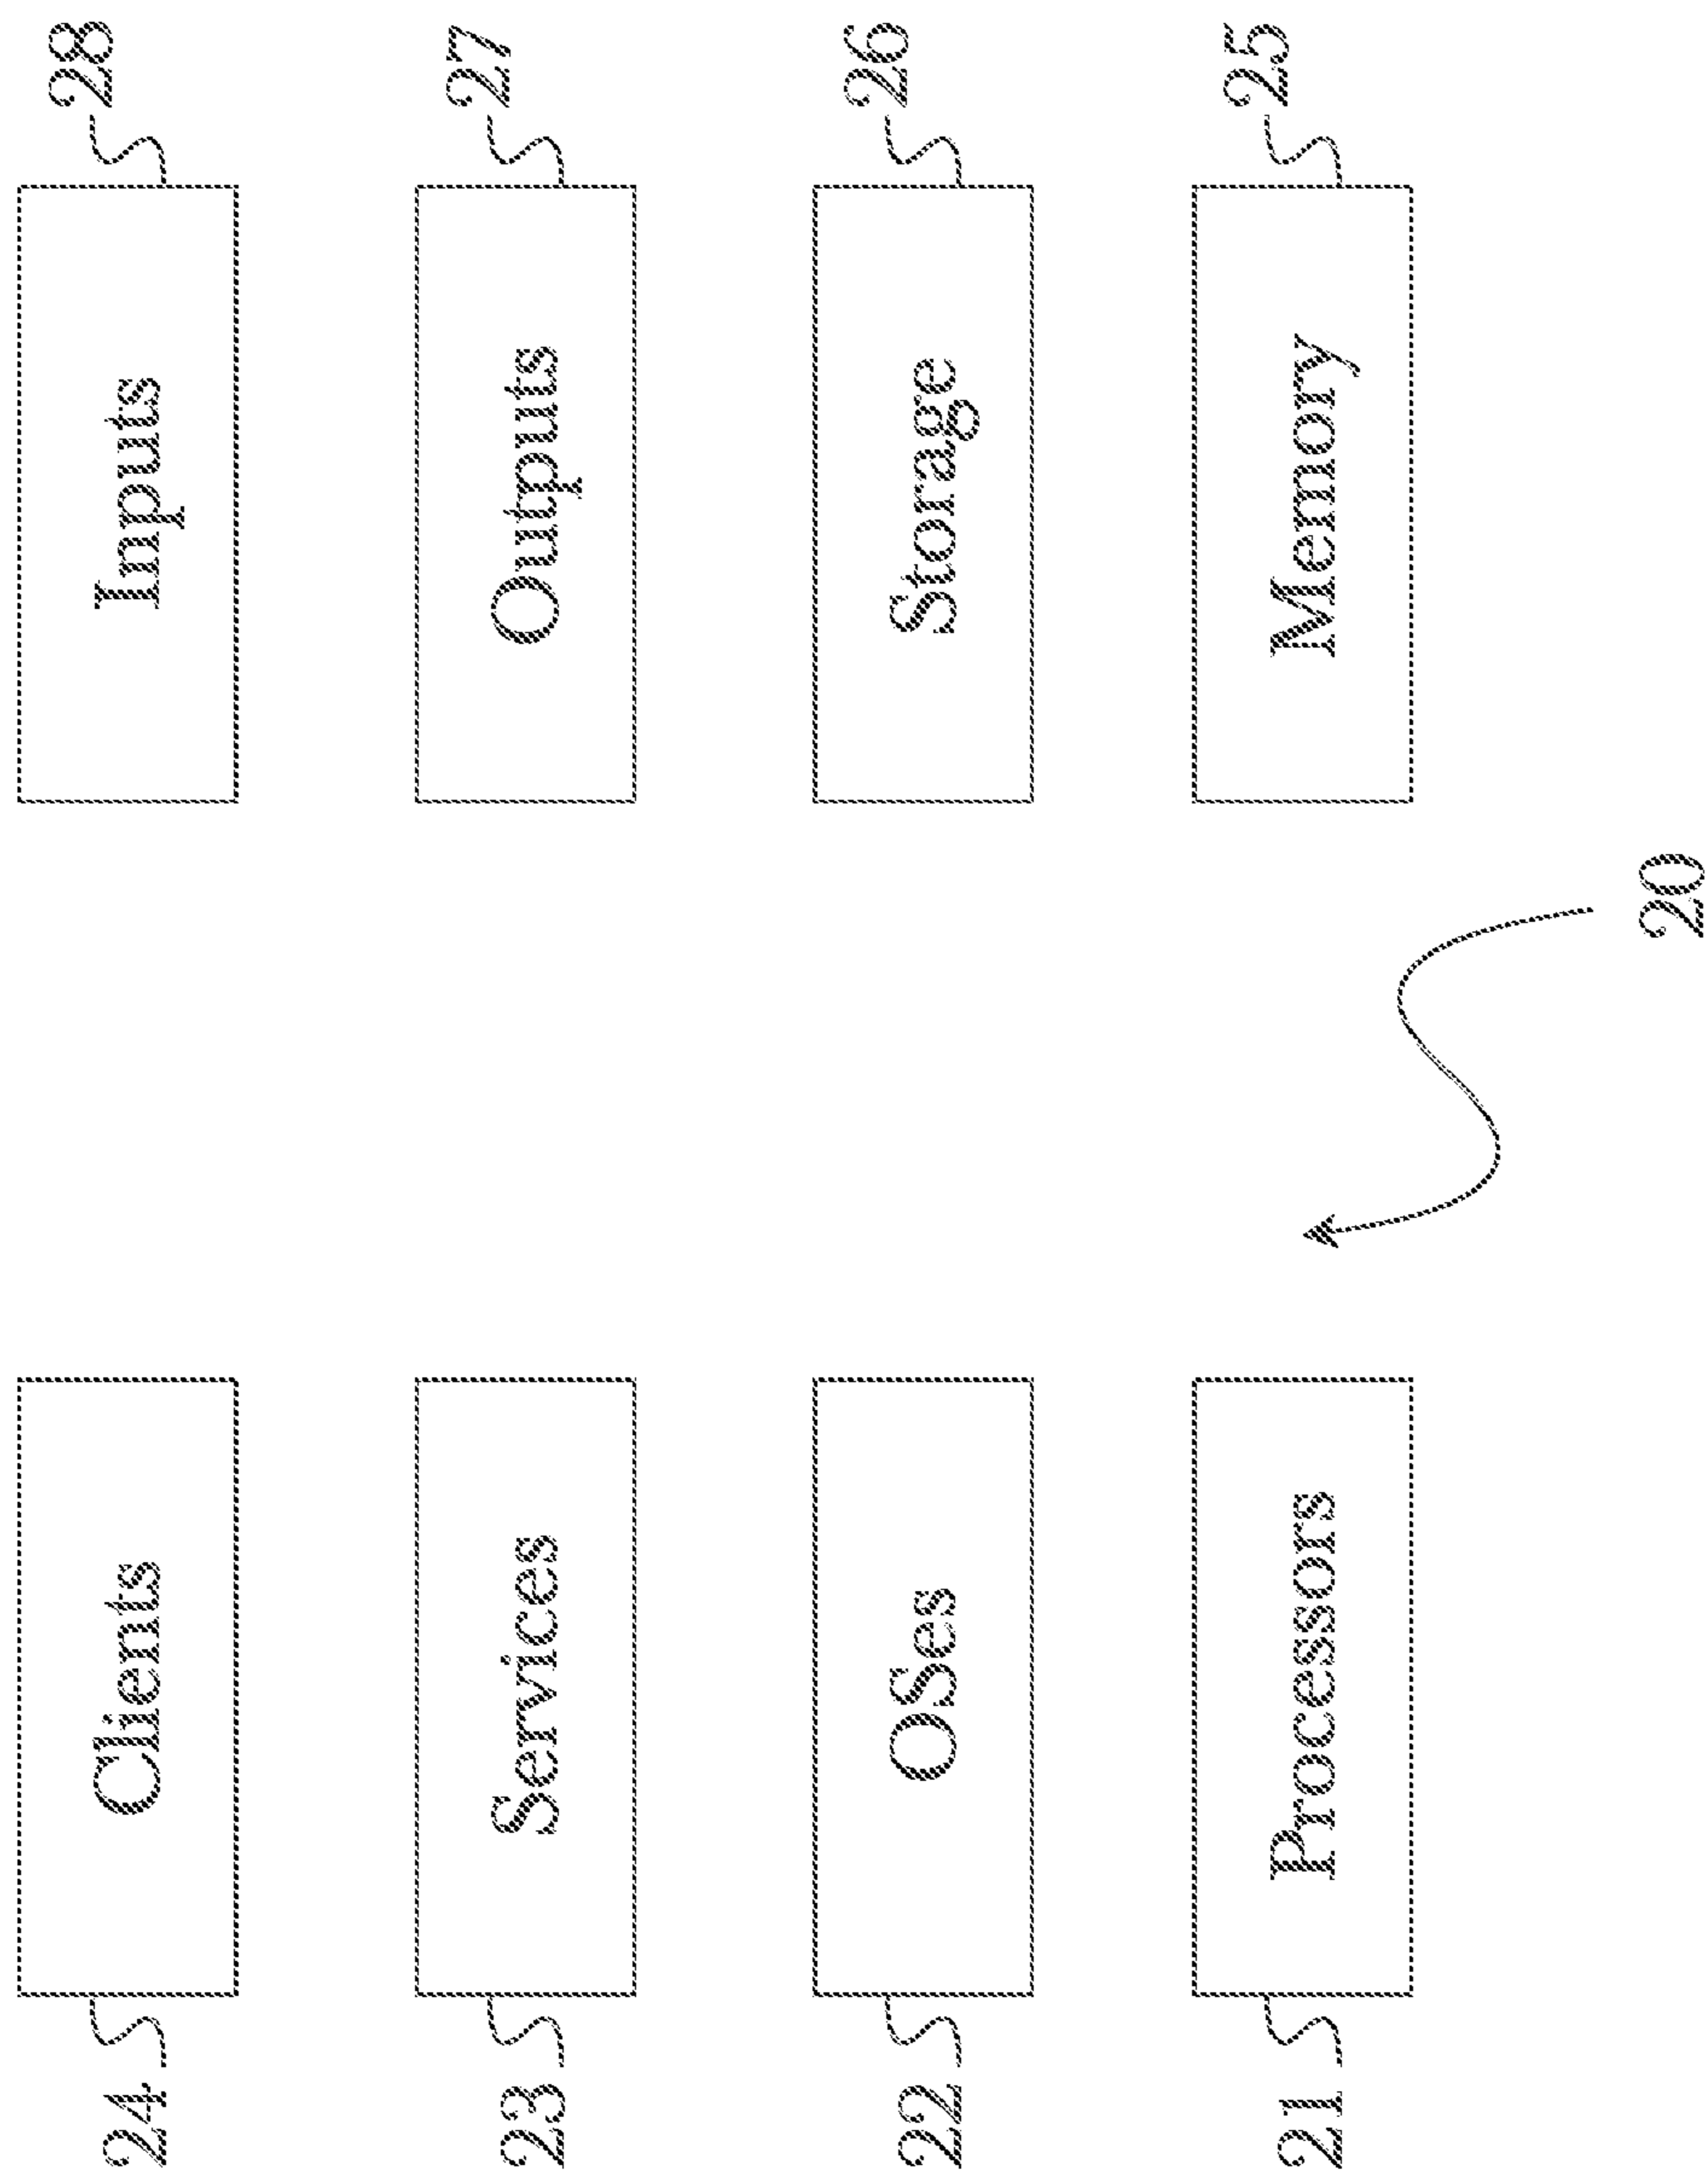 24 Clients
Inputs 28
23 Services
Outputs 27
22 OSes
Storage 26
21 Processors
Memory 25
20